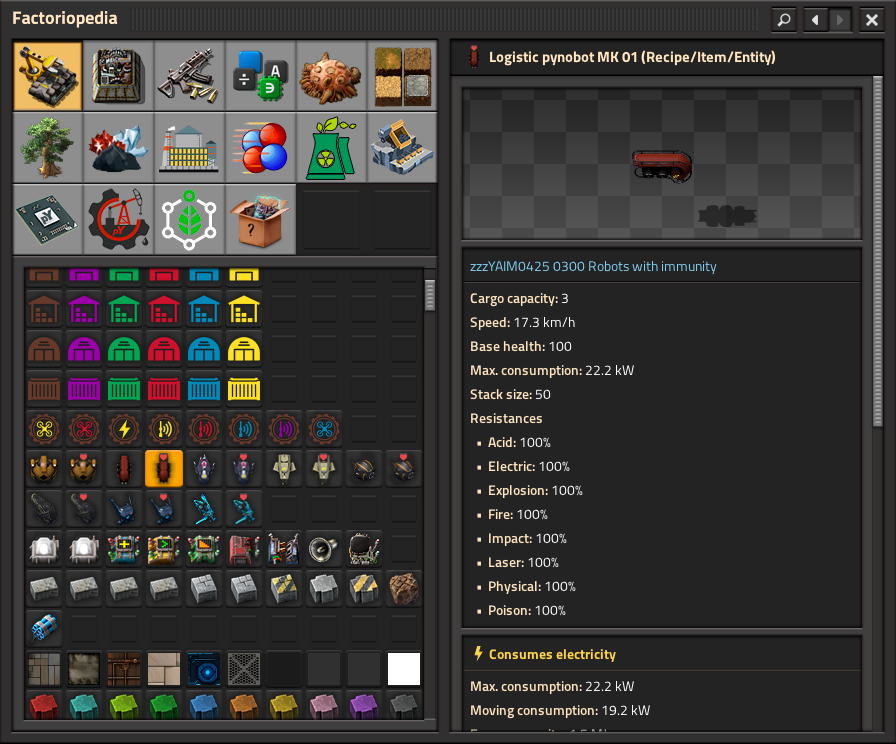 Factoriopedia
Logistic pynobot MK 01 (Recipe/Item/Entity)
zzzYAIM0425 0300 Robots with immunity
Cargo capacity: 3
Speed: 17.3 km/h
Base health: 100
Max. consumption: 22.2 kW
Stack size: 50
Resistances
Acid: 100%
Electric: 100%
Explosion: 100%
Fire: 100%
Impact: 100%
Laser: 100%
Physical: 100%
Poison: 100%
Consumes electricity
Max. consumption: 22.2 kW
Moving consumption: 19.2 kW